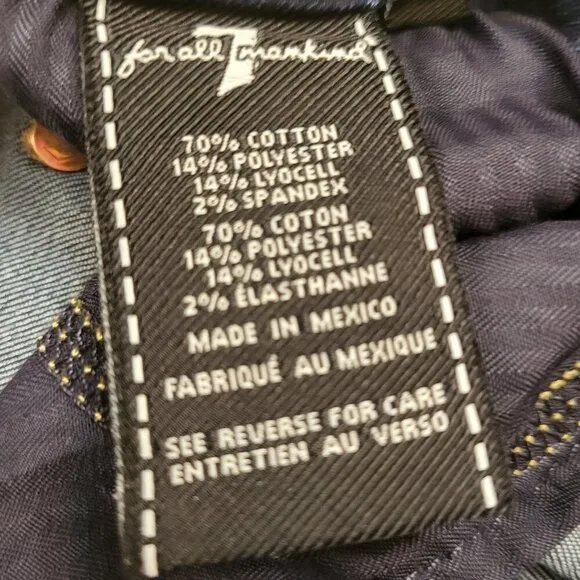 for all 7 mankind
70% COTTON
14% POLYESTER
14% LYOCELL
2% SPANDEX
70% COTON
14% POLYESTER
14% LYOCELL
2% ÉLASTHANNE
MADE IN MEXICO
FABRIQUÉ AU MEXIQUE
SEE REVERSE FOR CARE
ENTRETIEN AU VERSO